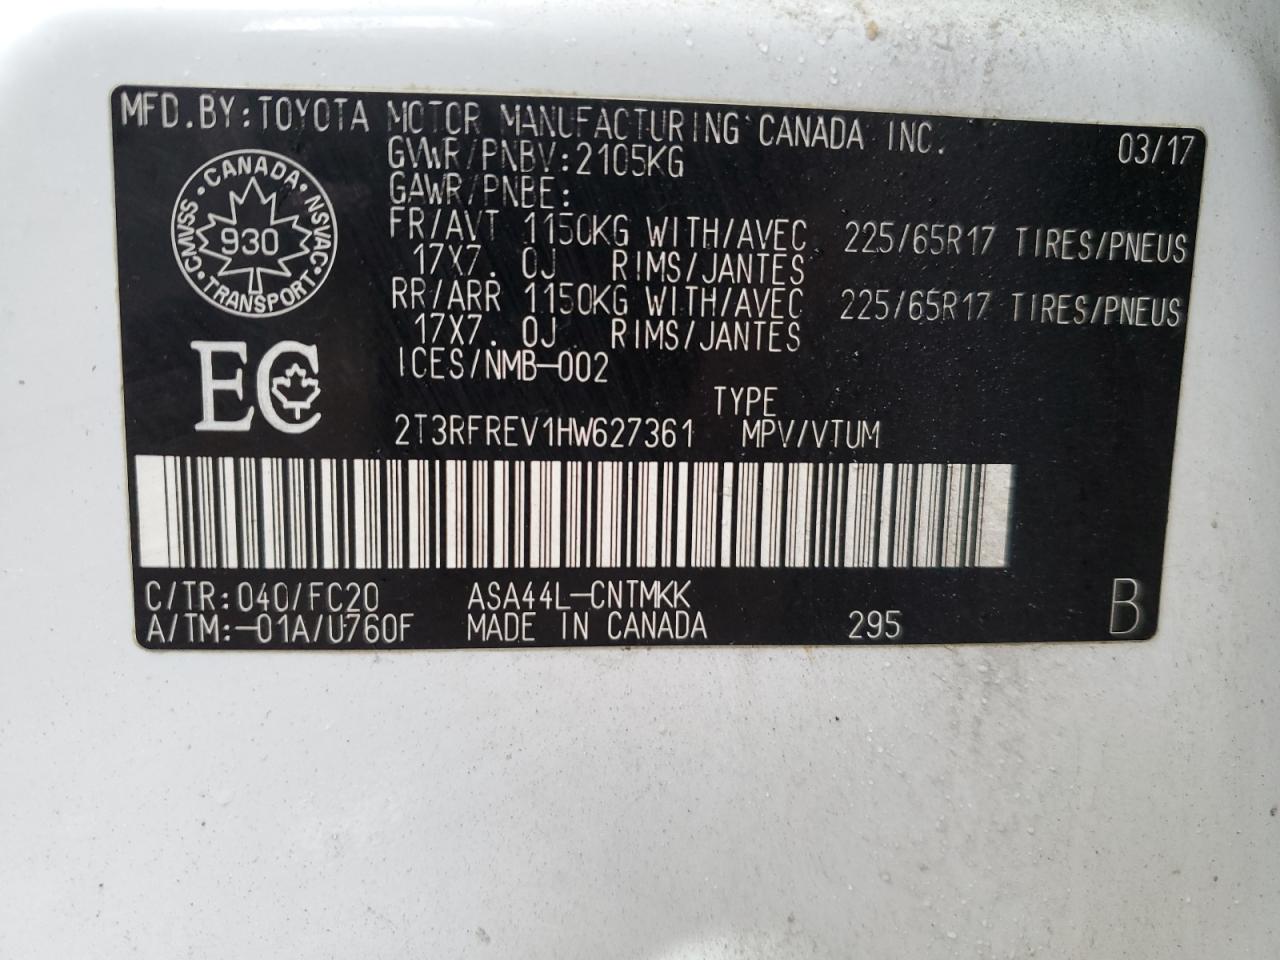 MFD.BY:TOYOTA MOTOR MANUFACTURING CANADA INC. 03/17
GVWR/PNBV:2105KG
GAWR/PNBE:
FR/AVT 1150KG WITH/AVEC 225/65R17 TIRES/PNEUS
17X7.0J RIMS/JANTES
RR/ARR 1150KG WITH/AVEC 225/65R17 TIRES/PNEUS
17X7.0J RIMS/JANTES
ICES/NMB-002
CANADA
CMVSS
NSVAC
930
TRANSPORT
EC
TYPE
2T3RFREV1HW627361 MPV/VTUM
C/TR:040/FC20 ASA44L-CNTMKK
A/TM:-01A/U760F MADE IN CANADA 295 B